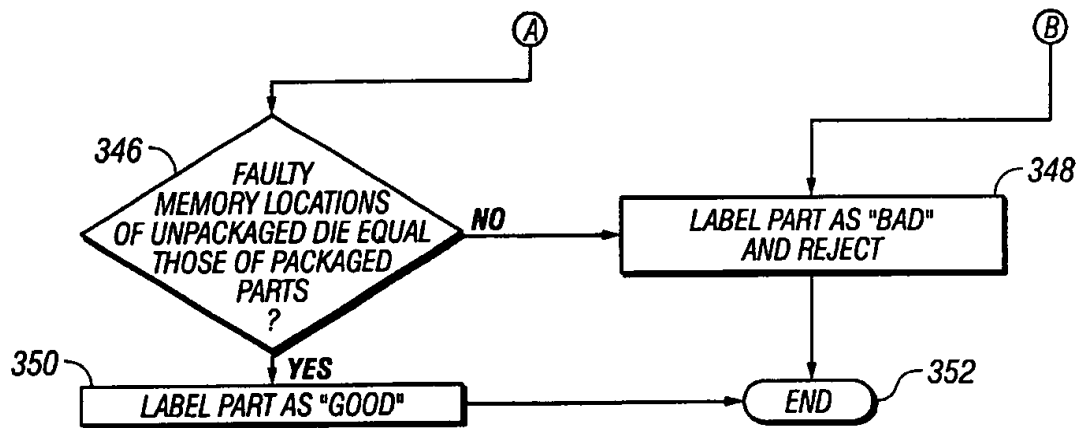 A
B
346
FAULTY
MEMORY LOCATIONS
OF UNPACKAGED DIE EQUAL
THOSE OF PACKAGED
PARTS
?
NO
348
LABEL PART AS "BAD"
AND REJECT
YES
350
LABEL PART AS "GOOD"
END
352